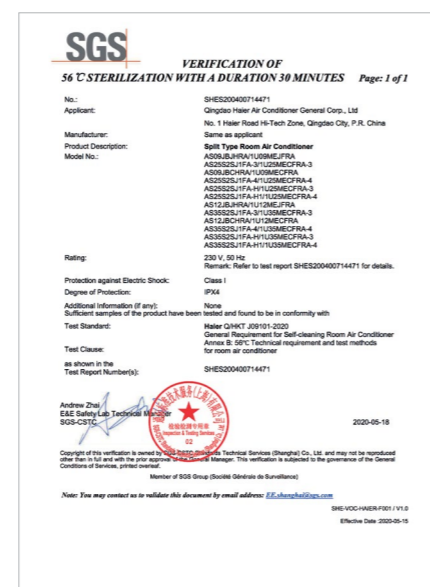 SGS
VERIFICATION OF
56 ℃ STERILIZATION WITH A DURATION 30 MINUTES Page: 1 of 1
No.: SHES200400714471
Applicant: Qingdao Haier Air Conditioner General Corp., Ltd
No. 1 Haier Road Hi-Tech Zone, Qingdao City, P.R. China
Manufacturer: Same as applicant
Product Description: Split Type Room Air Conditioner
Model No.: AS09JBJHRA/1U09MEJFRA
AS25S2SJ1FA-3/1U25MECFRA-3
AS09JBCHRA/1U09MECFRA
AS25S2SJ1FA-4/1U25MECFRA-4
AS25S2SJ1FA-H/1U25MECFRA-3
AS25S2SJ1FA-H1/1U25MECFRA-4
AS12JBJHRA/1U12MEJFRA
AS35S2SJ1FA-3/1U35MECFRA-3
AS12JBCHRA/1U12MECFRA
AS35S2SJ1FA-4/1U35MECFRA-4
AS35S2SJ1FA-H/1U35MECFRA-3
AS35S2SJ1FA-H1/1U35MECFRA-4
Rating: 230 V, 50 Hz
Remark: Refer to test report SHES200400714471 for details.
Protection against Electric Shock: Class I
Degree of Protection: IPX4
Additional Information (if any): None
Sufficient samples of the product have been tested and found to be in conformity with
Test Standard: Haier Q/HKT J09101-2020
General Requirement for Self-cleaning Room Air Conditioner
Annex B: 56℃ Technical requirement and test methods
Test Clause: for room air conditioner
as shown in the
Test Report Number(s): SHES200400714471
Andrew Zhai
E&E Safety Lab Technical Manager
SGS-CSTC
检验检测专用章
Inspection & Testing Services
02
2020-05-18
Copyright of this verification is owned by SGS-CSTC Standards Technical Services (Shanghai) Co., Ltd. and may not be reproduced
other than in full and with the prior approval of the General Manager. This verification is subjected to the governance of the General
Conditions of Services, printed overleaf.
Member of SGS Group (Société Générale de Surveillance)
Note: You may contact us to validate this document by email address: EE.shanghai@sgs.com
SHE-VOC-HAIER-F001 / V1.0
Effective Date :2020-05-15